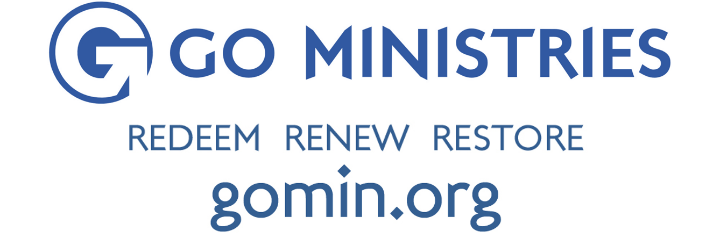 GO MINISTRIES
REDEEM RENEW RESTORE
gomin.org